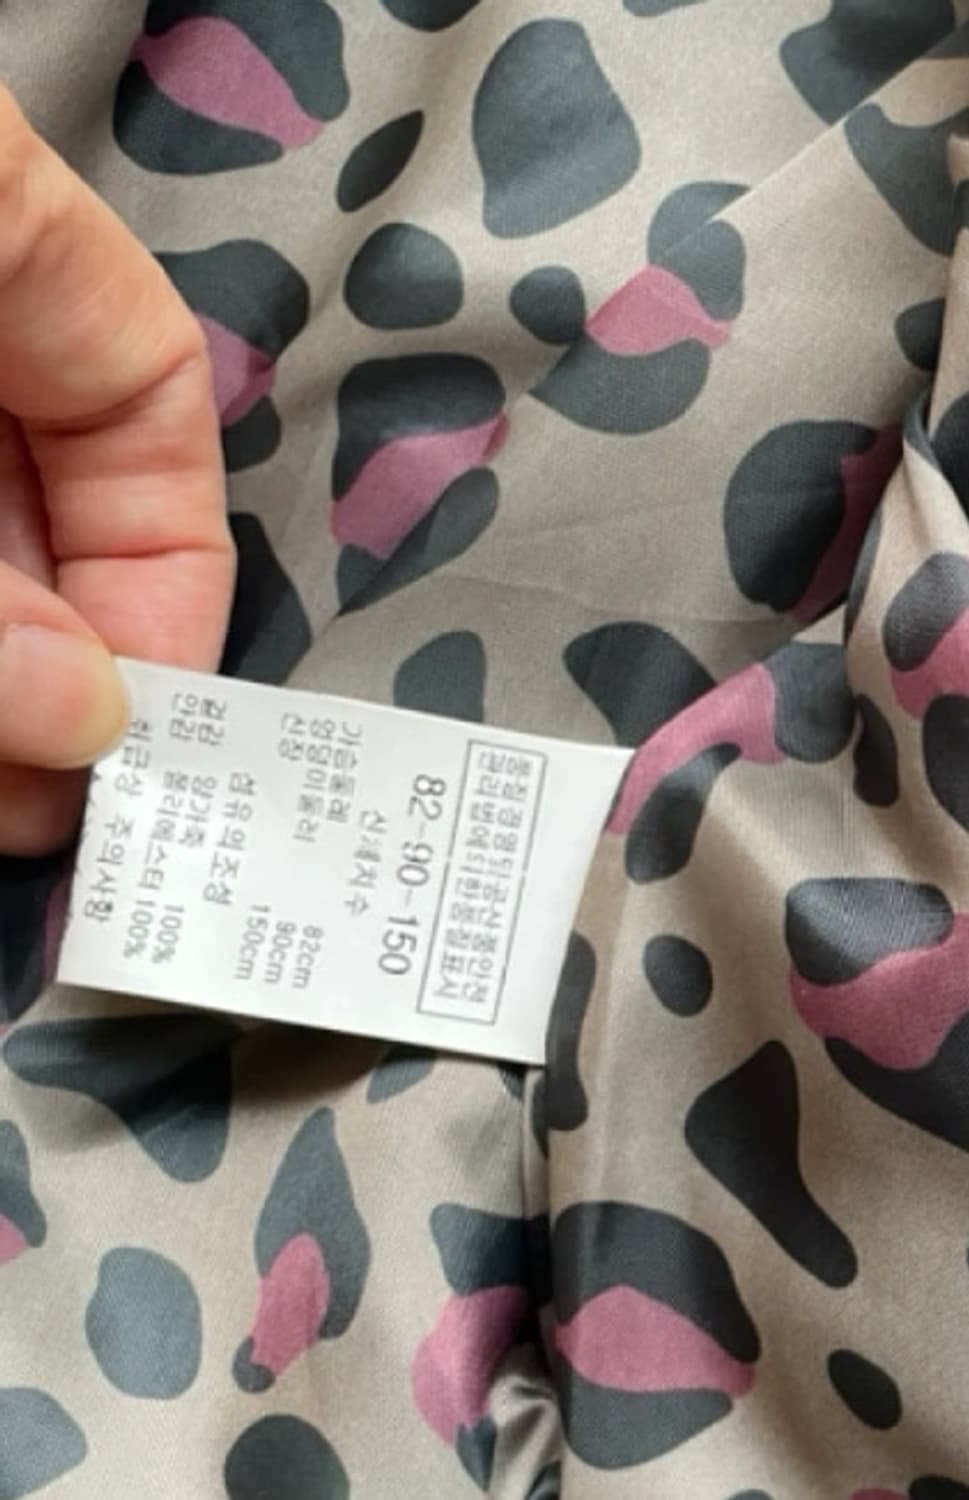 품질경영및공산품안전
관리법에의한품질표시
82-90-150
신체치수
가슴둘레 82cm
엉덩이둘레 90cm
신장 150cm
섬유의조성
겉감 양가죽 100%
안감 폴리에스터 100%
취급상 주의사항